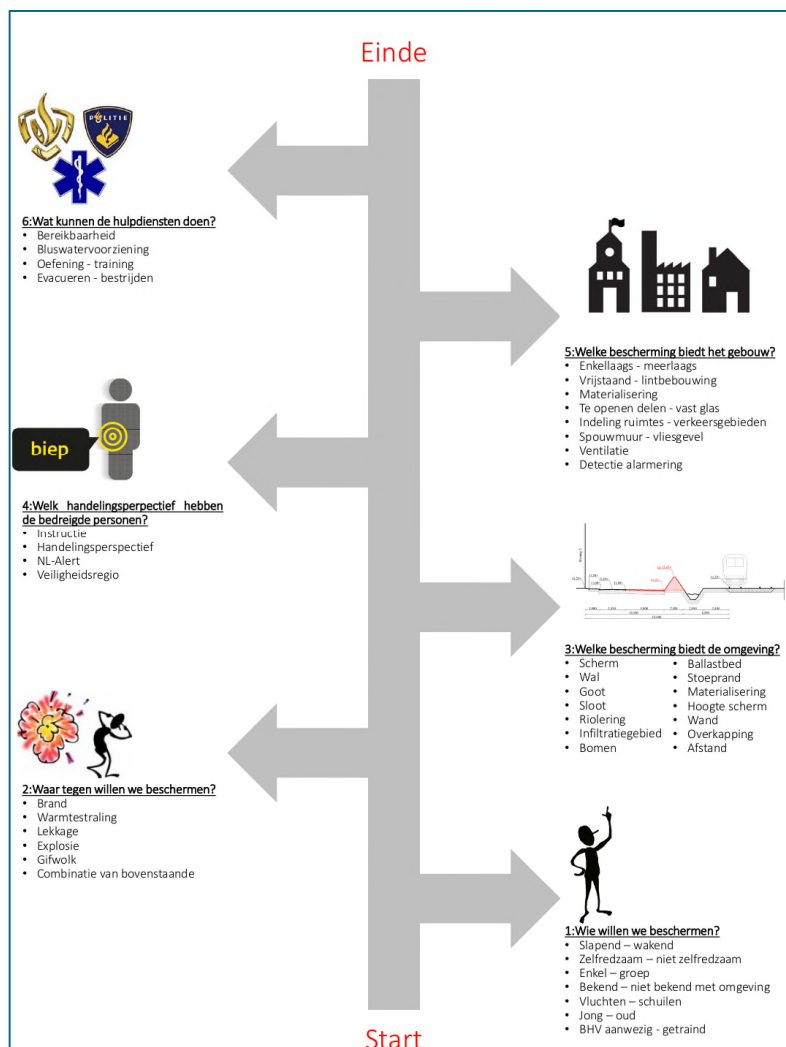 Einde
POLITIE
6:Wat kunnen de hulpdiensten doen?
• Bereikbaarheid
• Bluswatervoorziening
• Oefening - training
• Evacueren - bestrijden
5:Welke bescherming biedt het gebouw?
• Enkellaags - meerlaags
• Vrijstaand - lintbebouwing
• Materialisering
• Te openen delen - vast glas
• Indeling ruimtes - verkeersgebieden
• Spouwmuur - vliesgevel
• Ventilatie
• Detectie alarmering
biep
4:Welk handelingsperpectief hebben
de bedreigde personen?
• Instructie
• Handelingsperspectief
• NL-Alert
• Veiligheidsregio
3:Welke bescherming biedt de omgeving?
• Scherm
• Wal
• Goot
• Sloot
• Riolering
• Infiltratiegebied
• Bomen
• Ballastbed
• Stoeprand
• Materialisering
• Hoogte scherm
• Wand
• Overkapping
• Afstand
2:Waar tegen willen we beschermen?
• Brand
• Warmtestraling
• Lekkage
• Explosie
• Gifwolk
• Combinatie van bovenstaande
1:Wie willen we beschermen?
• Slapend – wakend
• Zelfredzaam – niet zelfredzaam
• Enkel – groep
• Bekend – niet bekend met omgeving
• Vluchten – schuilen
• Jong – oud
• BHV aanwezig - getraind
Start